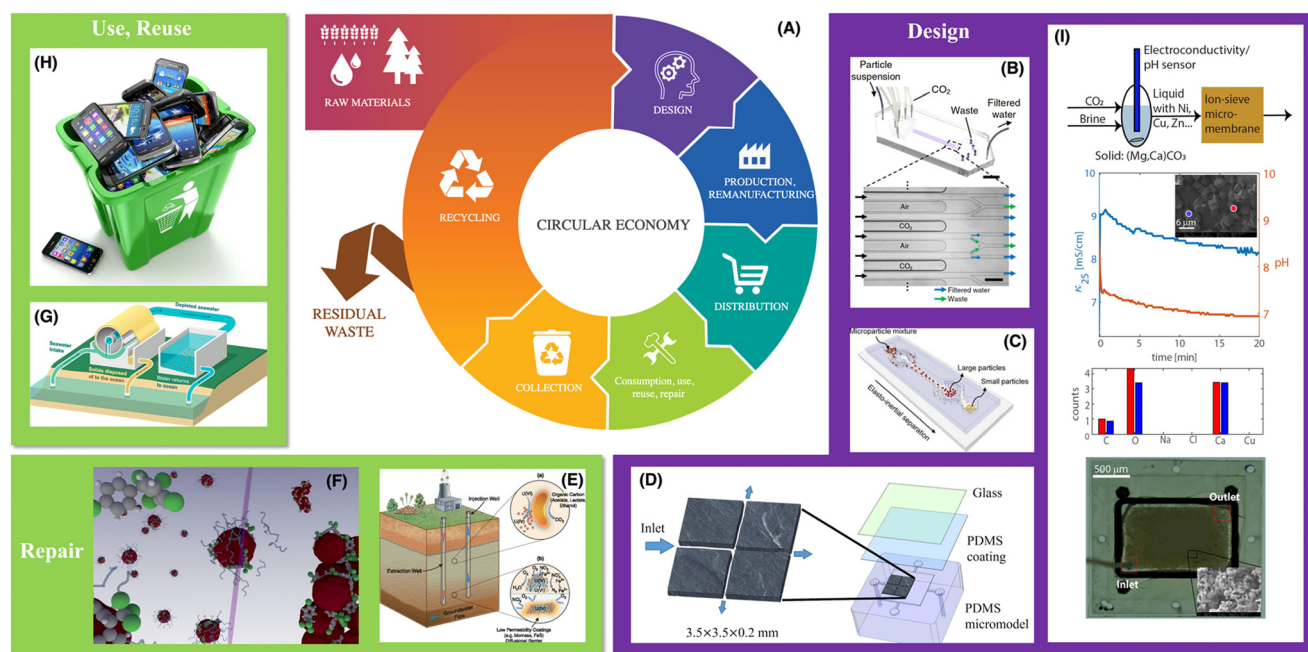 Use, Reuse
(H)
(G)
Depleted seawater
Seawater
Intake
Solids disposed
of to the ocean
Water returns
to ocean
(A)
RAW MATERIALS
DESIGN
PRODUCTION,
REMANUFACTURING
DISTRIBUTION
Consumption, use,
reuse, repair
COLLECTION
RECYCLING
CIRCULAR ECONOMY
RESIDUAL
WASTE
Design
(B)
Particle
suspension
CO₂
Waste
Filtered
water
Air
CO₂
Air
CO₂
Filtered water
Waste
(C)
Microparticle mixture
Large particles
Small particles
Elasto-inertial separation
(I)
Electroconductivity/
pH sensor
CO₂
Brine
Liquid
with Ni,
Cu, Zn...
Ion-sieve
micro-
membrane
Solid: (Mg,Ca)CO₃
10
9
8
7
κ25 [mS/cm]
10
9
8
7
pH
6 μm
0 5 10 15 20
time [min]
4
3
2
1
0
counts
C O Na Cl Ca Cu
500 μm
Outlet
Inlet
Repair
(F)
(E)
Injection Well
Extraction Well
Groundwater
Flow
(a)
U(VI)
U(IV)
Organic Carbon
(Acetate, Lactate
Ethanol)
CO₂
(b)
U(IV)
U(VI)
U(IV)
Low Permeability Coatings
(e.g. biomass, FeS)
Diffusional Barrier
(D)
Inlet
3.5×3.5×0.2 mm
Glass
PDMS
coating
PDMS
micromodel